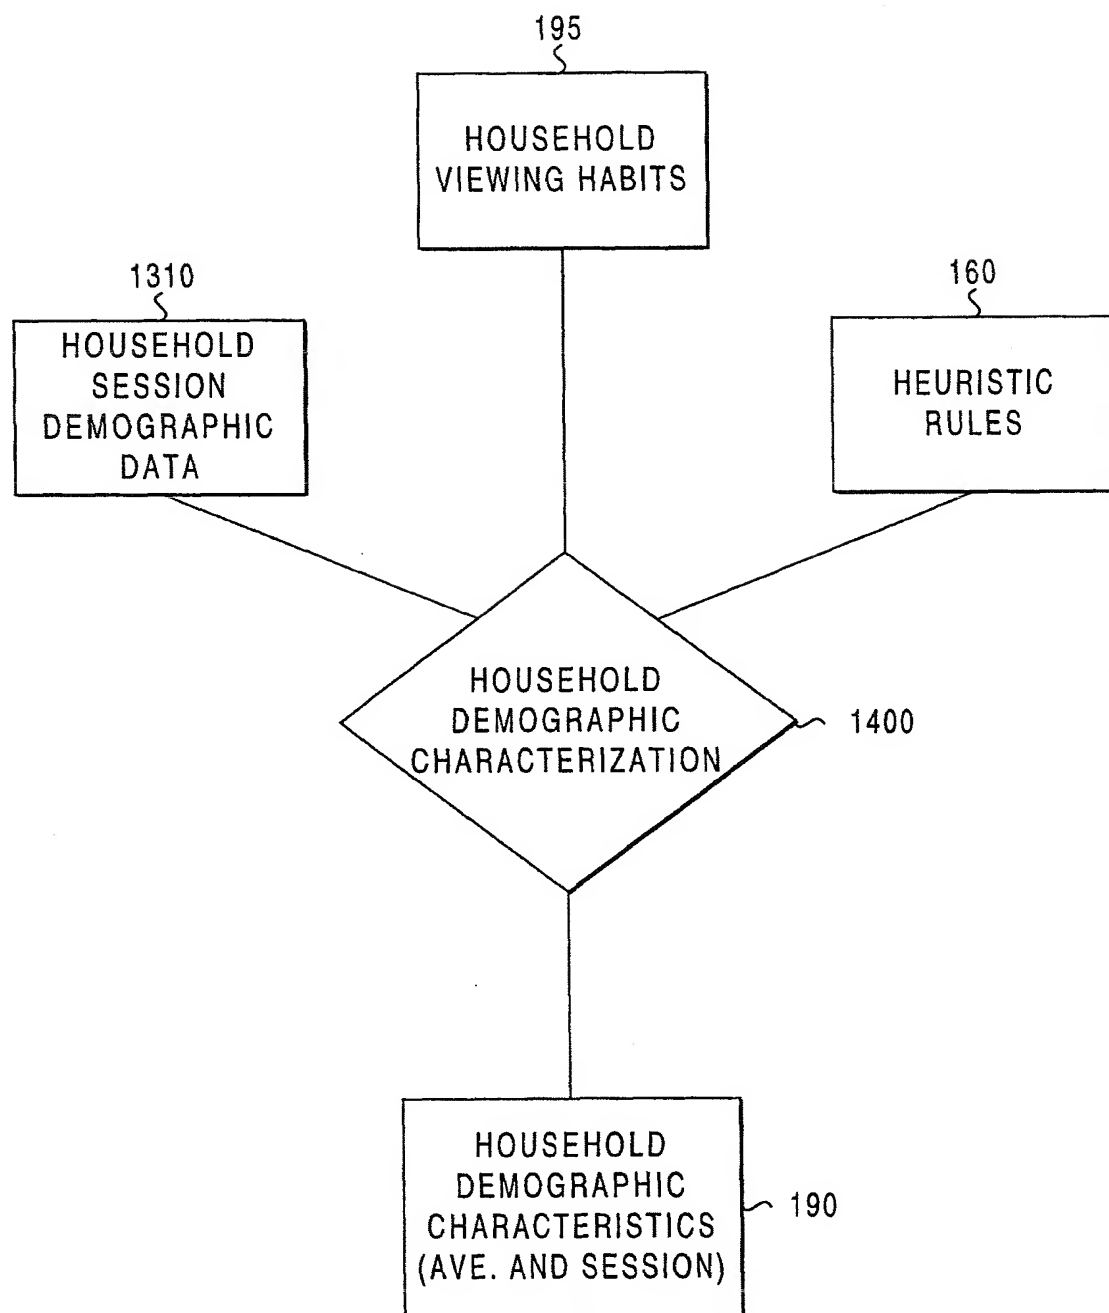 195
HOUSEHOLD
VIEWING HABITS
1310
HOUSEHOLD
SESSION
DEMOGRAPHIC
DATA
160
HEURISTIC
RULES
HOUSEHOLD
DEMOGRAPHIC
CHARACTERIZATION
1400
HOUSEHOLD
DEMOGRAPHIC
CHARACTERISTICS
(AVE. AND SESSION)
190